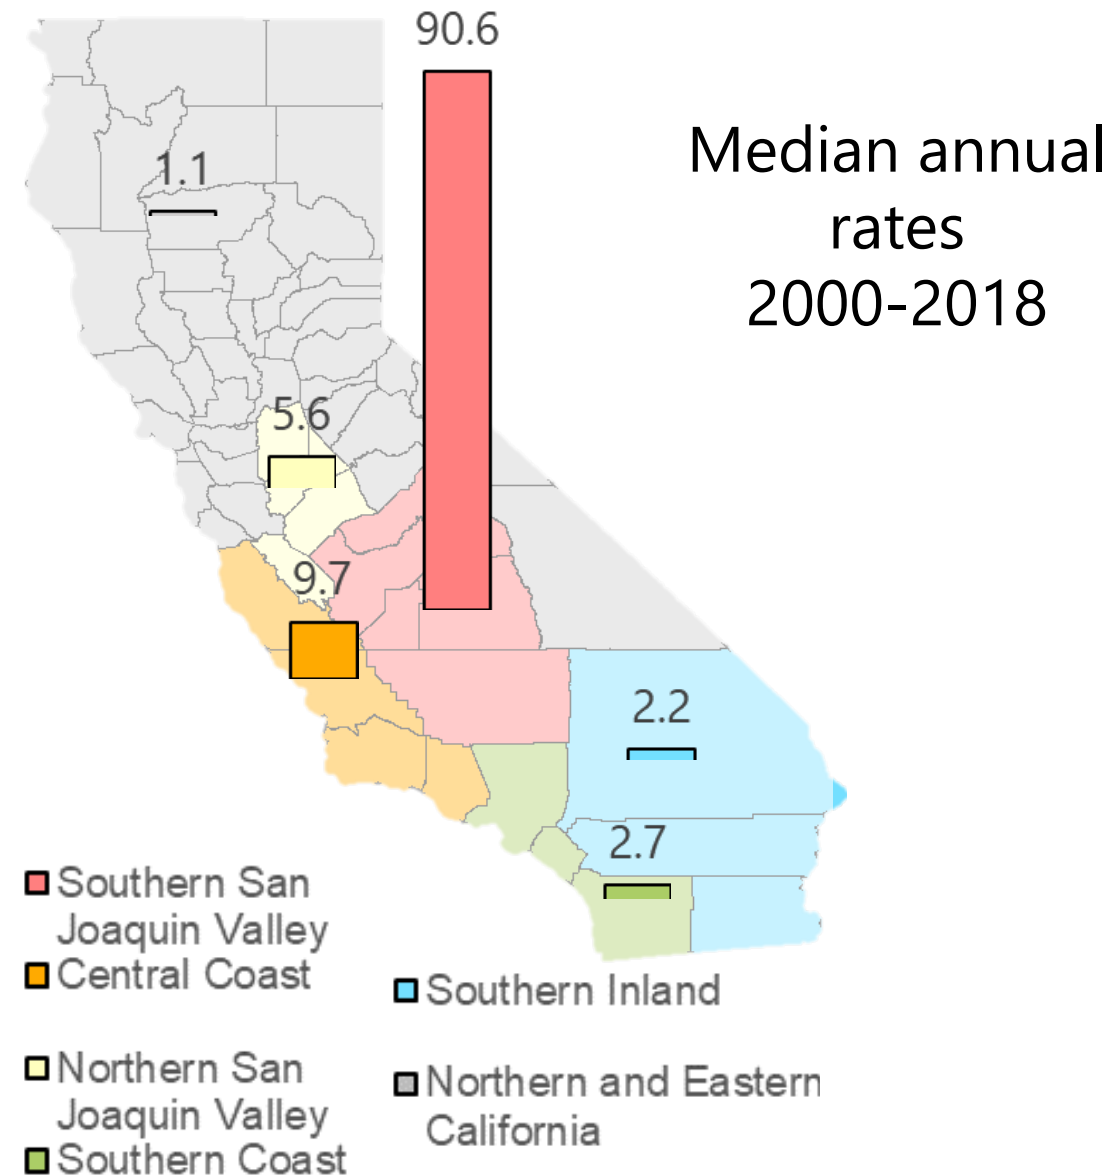 90.6
Median annual
rates
2000-2018
1.1
5.6
9.7
2.2
2.7
Southern San
Joaquin Valley
Central Coast
Northern San
Joaquin Valley
Southern Coast
Southern Inland
Northern and Eastern
California